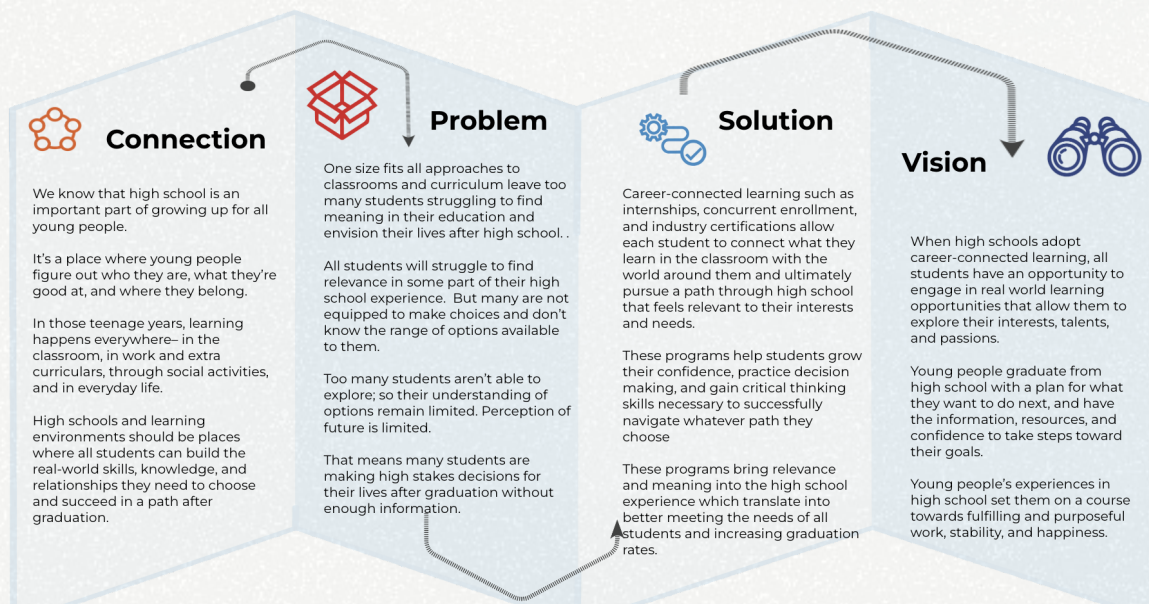 Connection
We know that high school is an
important part of growing up for all
young people.
It's a place where young people
figure out who they are, what they're
good at, and where they belong.
In those teenage years, learning
happens everywhere– in the
classroom, in work and extra
curriculars, through social activities,
and in everyday life.
High schools and learning
environments should be places
where all students can build the
real-world skills, knowledge, and
relationships they need to choose
and succeed in a path after
graduation.
Problem
One size fits all approaches to
classrooms and curriculum leave too
many students struggling to find
meaning in their education and
envision their lives after high school. .
All students will struggle to find
relevance in some part of their high
school experience.  But many are not
equipped to make choices and don't
know the range of options available
to them.
Too many students aren't able to
explore; so their understanding of
options remain limited. Perception of
future is limited.
That means many students are
making high stakes decisions for
their lives after graduation without
enough information.
Solution
Career-connected learning such as
internships, concurrent enrollment,
and industry certifications allow
each student to connect what they
learn in the classroom with the
world around them and ultimately
pursue a path through high school
that feels relevant to their interests
and needs.
These programs help students grow
their confidence, practice decision
making, and gain critical thinking
skills necessary to successfully
navigate whatever path they
choose
These programs bring relevance
and meaning into the high school
experience which translate into
better meeting the needs of all
students and increasing graduation
rates.
Vision
When high schools adopt
career-connected learning, all
students have an opportunity to
engage in real world learning
opportunities that allow them to
explore their interests, talents,
and passions.
Young people graduate from
high school with a plan for what
they want to do next, and have
the information, resources, and
confidence to take steps toward
their goals.
Young people's experiences in
high school set them on a course
towards fulfilling and purposeful
work, stability, and happiness.